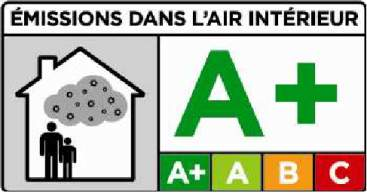 ÉMISSIONS DANS L'AIR INTÉRIEUR
A+
A+ A B C